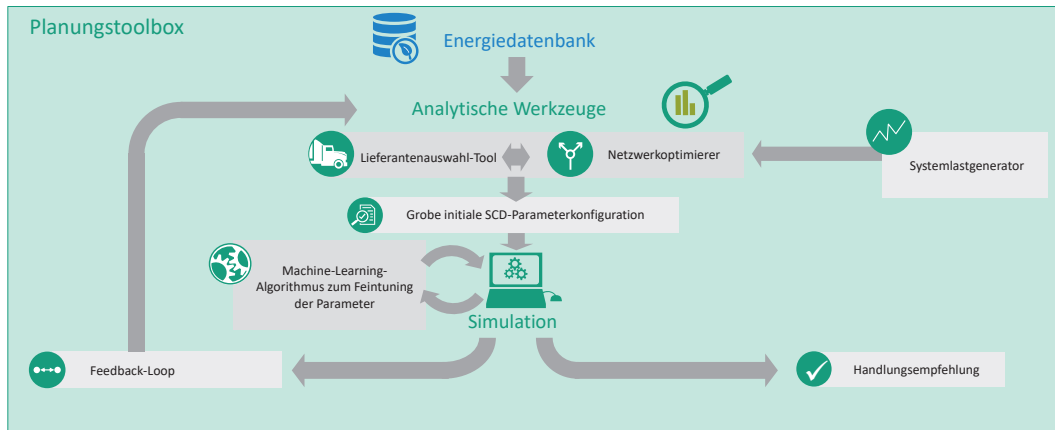 Planungstoolbox
Energiedatenbank
Analytische Werkzeuge
Lieferantenauswahl-Tool
Netzwerkoptimierer
Systemlastgenerator
Grobe initiale SCD-Parameterkonfiguration
Machine-Learning-
Algorithmus zum Feintuning
der Parameter
Simulation
Feedback-Loop
Handlungsempfehlung